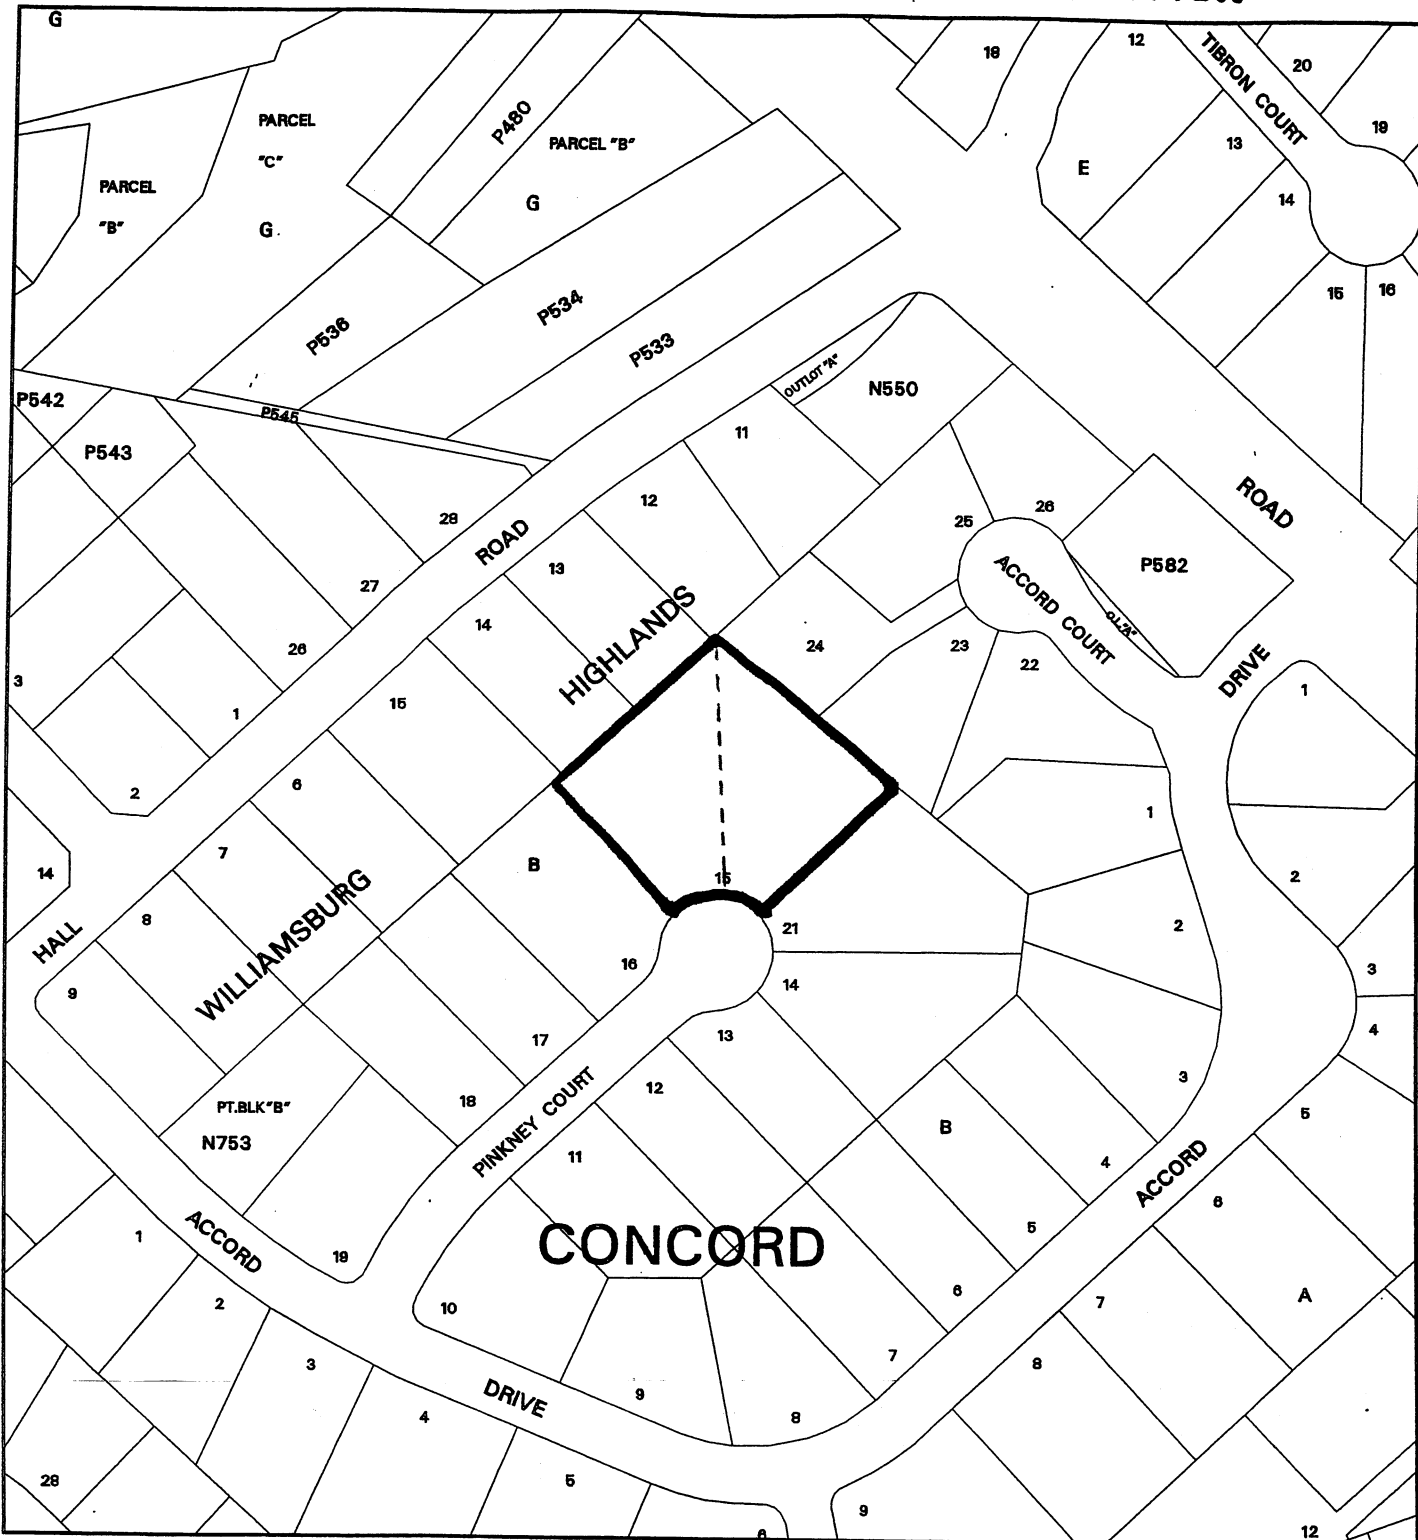 G
12
TIBRON COURT
18
20
19
PARCEL
"C"
G
P480
PARCEL "B"
G
13
E
14
PARCEL
"B"
15
16
P536
P534
P533
OUTLOT "A"
N550
P542
P545
P543
11
12
28
ROAD
13
27
14
26
25
26
ROAD
P582
ACCORD COURT
O.L."A"
HIGHLANDS
24
23
22
DRIVE
1
3
15
1
2
6
7
14
8
HALL
WILLIAMSBURG
9
B
15
1
2
2
21
3
16
14
4
13
17
12
3
18
PINKNEY COURT
PT.BLK"B"
N753
11
B
5
4
ACCORD
6
5
1
ACCORD
19
CONCORD
6
A
2
10
7
3
7
8
DRIVE
9
8
4
28
5
9
6
12